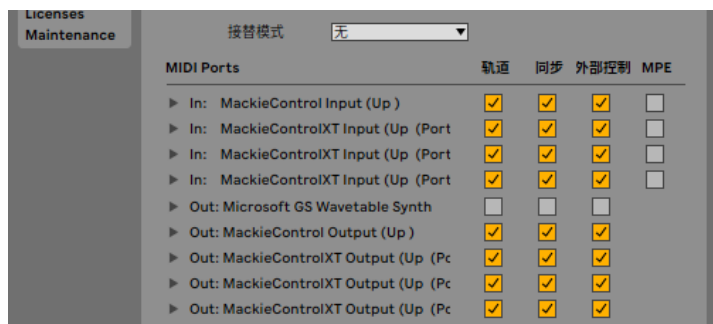 Licenses
Maintenance
接替模式 无
MIDI Ports 轨道 同步 外部控制 MPE
In: MackieControl Input (Up )
In: MackieControlXT Input (Up (Port
In: MackieControlXT Input (Up (Port
In: MackieControlXT Input (Up (Port
Out: Microsoft GS Wavetable Synth
Out: MackieControl Output (Up )
Out: MackieControlXT Output (Up (Pc
Out: MackieControlXT Output (Up (Pc
Out: MackieControlXT Output (Up (Pc